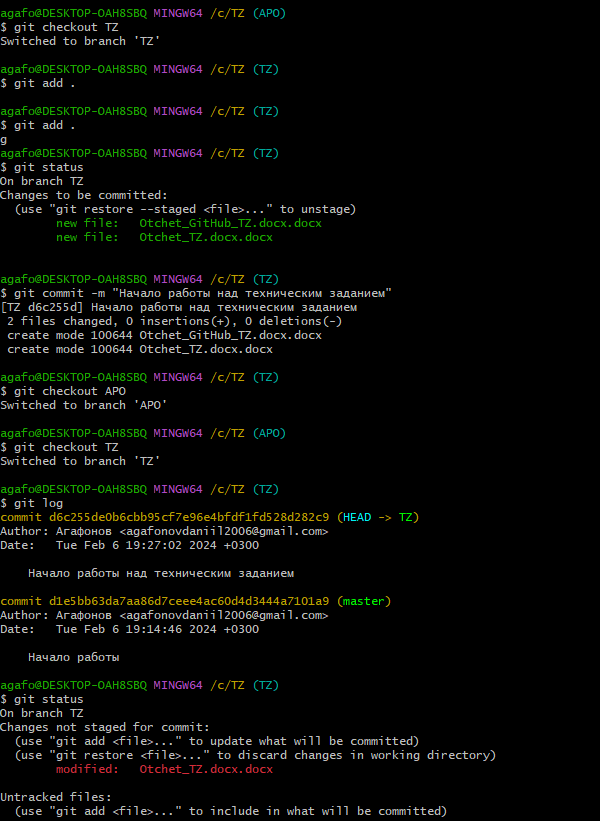 agafo@DESKTOP-OAH8SBQ MINGW64 /c/TZ (APO)
$ git checkout TZ
Switched to branch 'TZ'
agafo@DESKTOP-OAH8SBQ MINGW64 /c/TZ (TZ)
$ git add .
agafo@DESKTOP-OAH8SBQ MINGW64 /c/TZ (TZ)
$ git add .
g
agafo@DESKTOP-OAH8SBQ MINGW64 /c/TZ (TZ)
$ git status
On branch TZ
Changes to be committed:
  (use "git restore --staged <file>..." to unstage)
        new file:   Otchet_GitHub_TZ.docx.docx
        new file:   Otchet_TZ.docx.docx
agafo@DESKTOP-OAH8SBQ MINGW64 /c/TZ (TZ)
$ git commit -m "Начало работы над техническим заданием"
[TZ d6c255d] Начало работы над техническим заданием
 2 files changed, 0 insertions(+), 0 deletions(-)
 create mode 100644 Otchet_GitHub_TZ.docx.docx
 create mode 100644 Otchet_TZ.docx.docx
agafo@DESKTOP-OAH8SBQ MINGW64 /c/TZ (TZ)
$ git checkout APO
Switched to branch 'APO'
agafo@DESKTOP-OAH8SBQ MINGW64 /c/TZ (APO)
$ git checkout TZ
Switched to branch 'TZ'
agafo@DESKTOP-OAH8SBQ MINGW64 /c/TZ (TZ)
$ git log
commit d6c255de0b6cbb95cf7e96e4bfdf1fd528d282c9 (HEAD -> TZ)
Author: Агафонов <agafonovdaniil2006@gmail.com>
Date:   Tue Feb 6 19:27:02 2024 +0300
    Начало работы над техническим заданием
commit d1e5bb63da7aa86d7ceee4ac60d4d3444a7101a9 (master)
Author: Агафонов <agafonovdaniil2006@gmail.com>
Date:   Tue Feb 6 19:14:46 2024 +0300
    Начало работы
agafo@DESKTOP-OAH8SBQ MINGW64 /c/TZ (TZ)
$ git status
On branch TZ
Changes not staged for commit:
  (use "git add <file>..." to update what will be committed)
  (use "git restore <file>..." to discard changes in working directory)
        modified:   Otchet_TZ.docx.docx
Untracked files:
  (use "git add <file>..." to include in what will be committed)